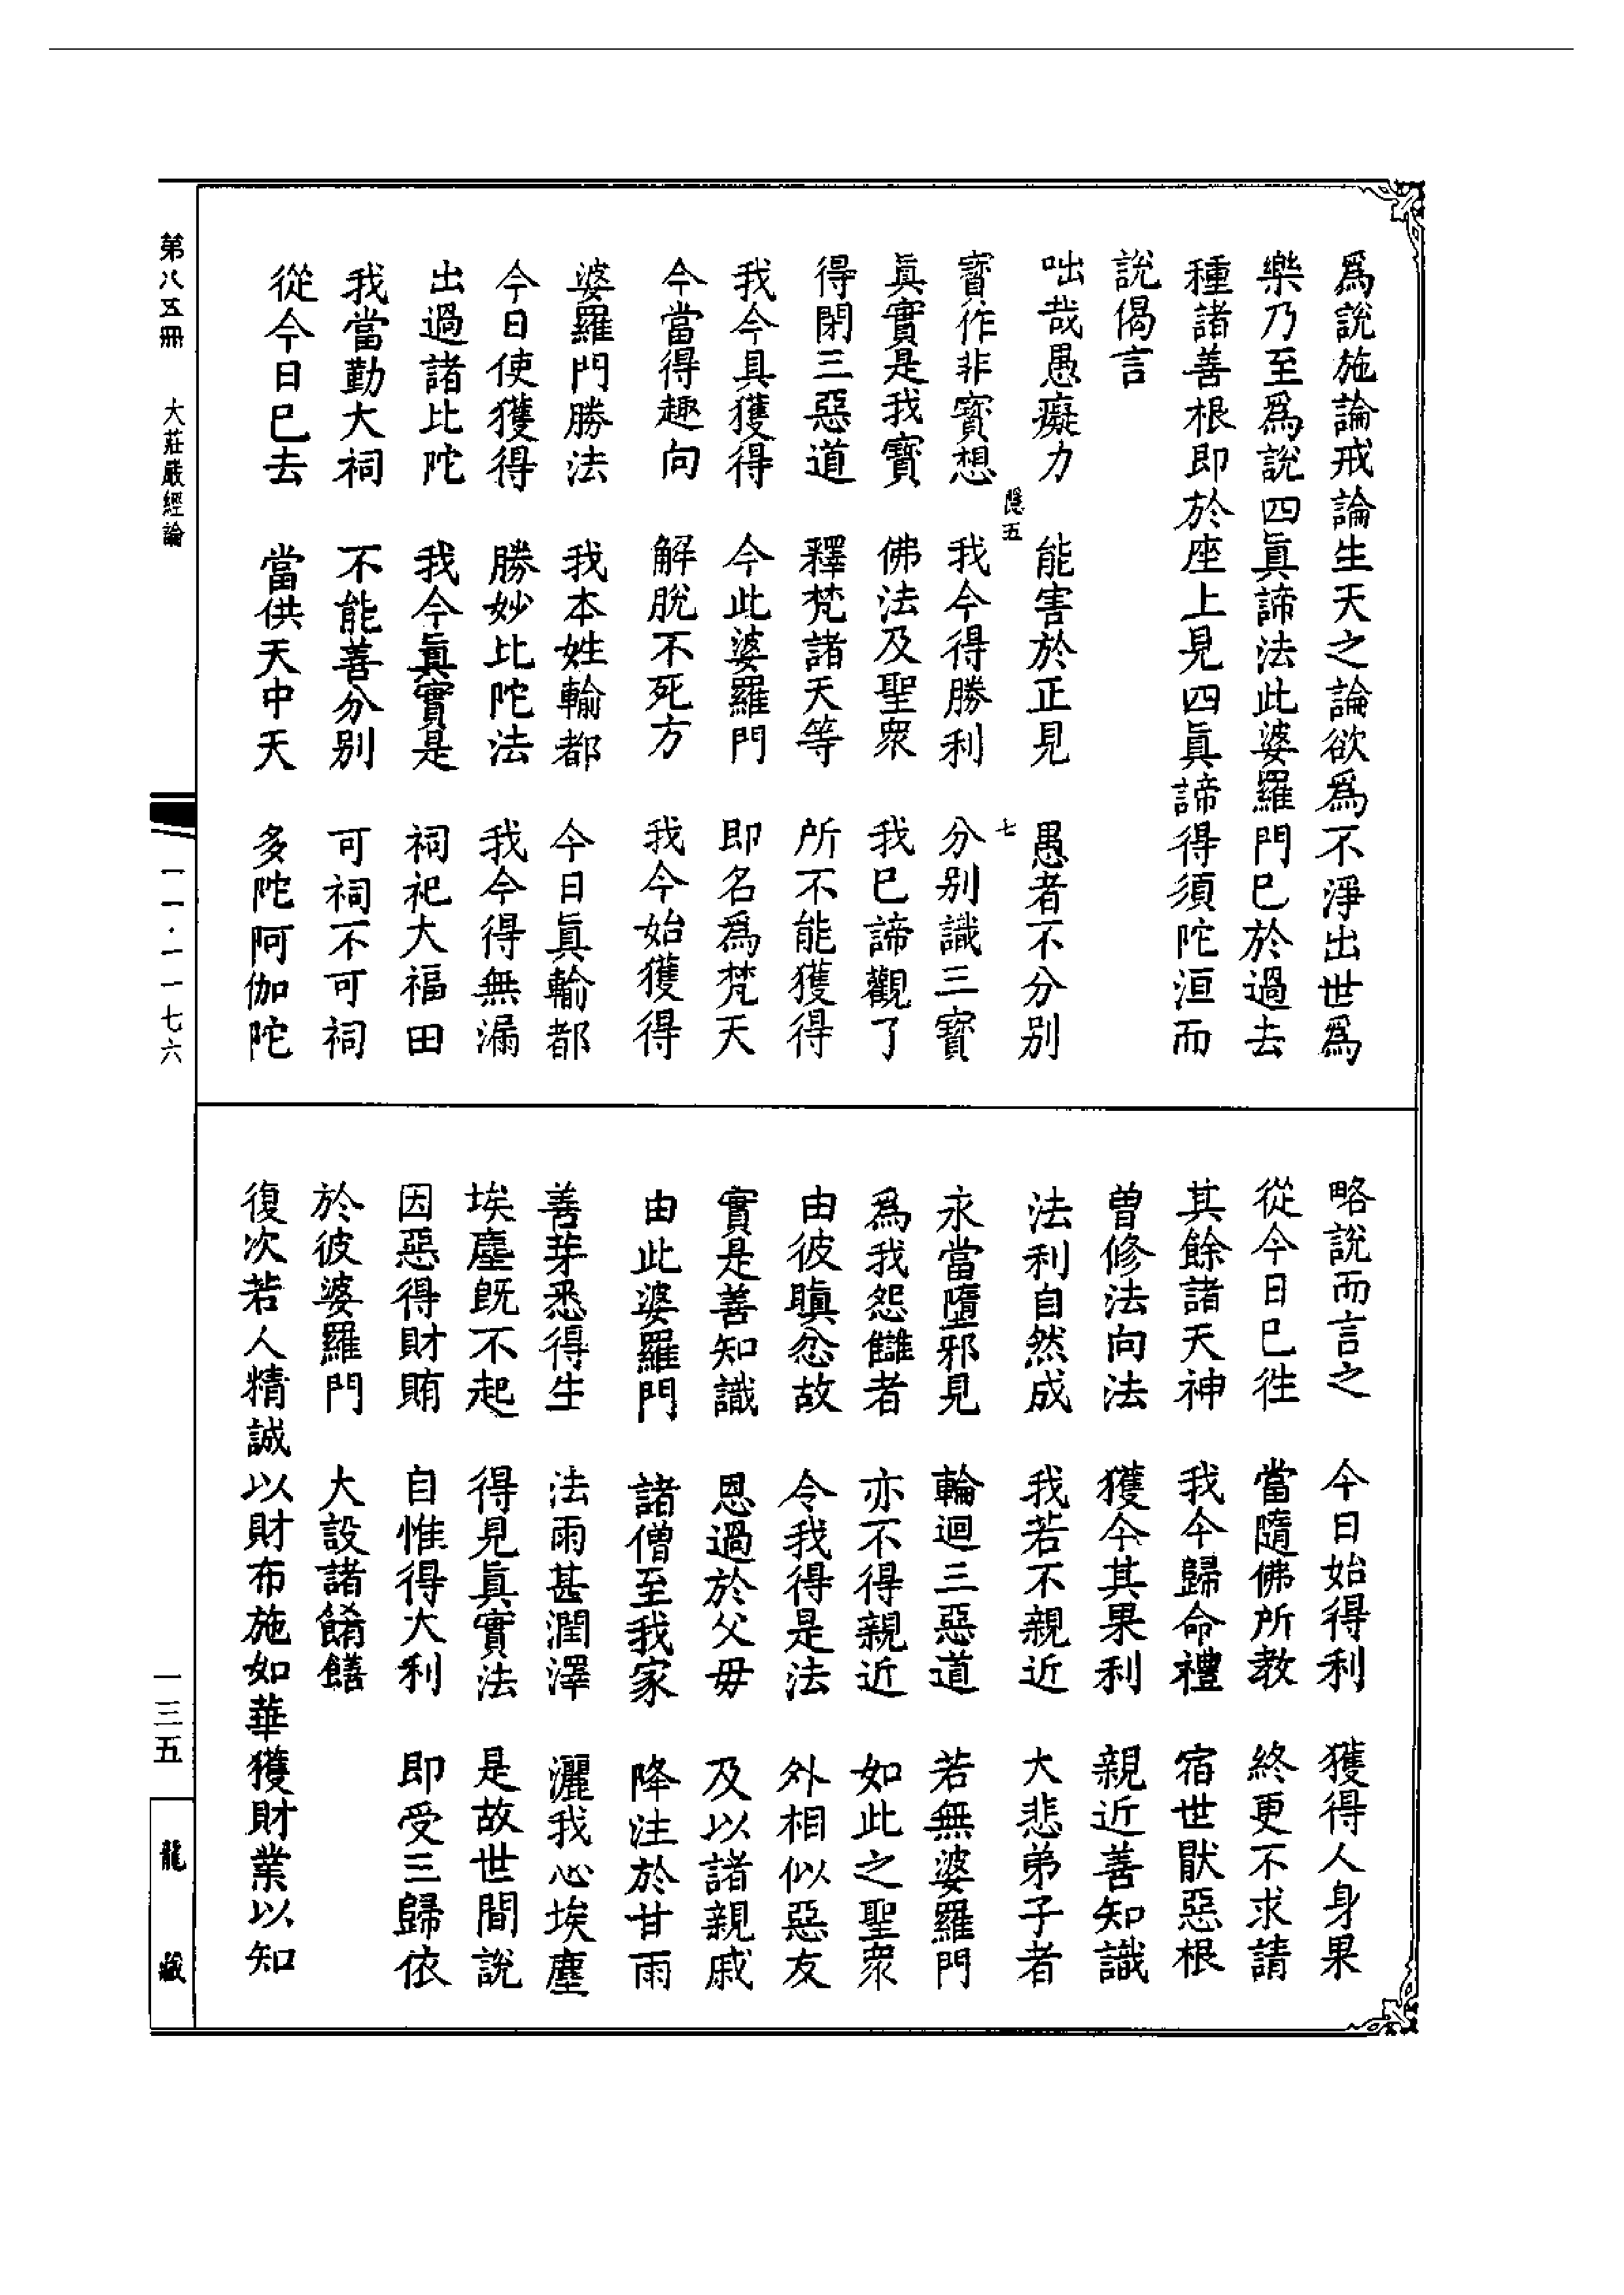 爲說施論戒論生天之論欲爲不淨出世爲
樂乃至爲說四眞諦法此婆羅門已於過去
種諸善根即於座上見四眞諦得須陀洹而
說偈言
咄哉愚癡力　能害於正見　愚者不分別
隱五　七
寶作非寶想　我今得勝利　分別識三寶
眞實是我寶　佛法及聖衆　我已諦觀了
得閉三惡道　釋梵諸天等　所不能獲得
我今具獲得　今此婆羅門　即名爲梵天
今當得趣向　解脫不死方　我今始獲得
婆羅門勝法　我本姓輸都　今日眞輸都
今日使獲得　勝妙比陀法　我今得無漏
出過諸比陀　我今眞實是　祠祀大福田
我當勤大祠　不能善分別　可祠不可祠
從今日已去　當供天中天　多陀阿伽陀
略說而言之　今日始得利　獲得人身果
從今日已徃　當隨佛所教　終更不求請
其餘諸天神　我今歸命禮　宿世猒惡根
曽修法向法　獲今其果利　親近善知識
法利自然成　我若不親近　大悲弟子者
永當墮邪見　輪迴三惡道　若無婆羅門
爲我怨讎者　亦不得親近　如此之聖衆
由彼瞋忿故　令我得是法　外相似惡友
實是善知識　恩過於父母　及以諸親戚
由此婆羅門　諸僧至我家　降注於甘雨
善芽悉得生　法雨甚潤澤　灑我心埃塵
埃塵旣不起　得見眞實法　是故世間說
因惡得財賄　自惟得大利　即受三歸依
於彼婆羅門　大設諸餚饍
復次若人精誠以財布施如華獲財業以知
第八五冊　大莊嚴經論
一一·一一七六
一三五
龍藏